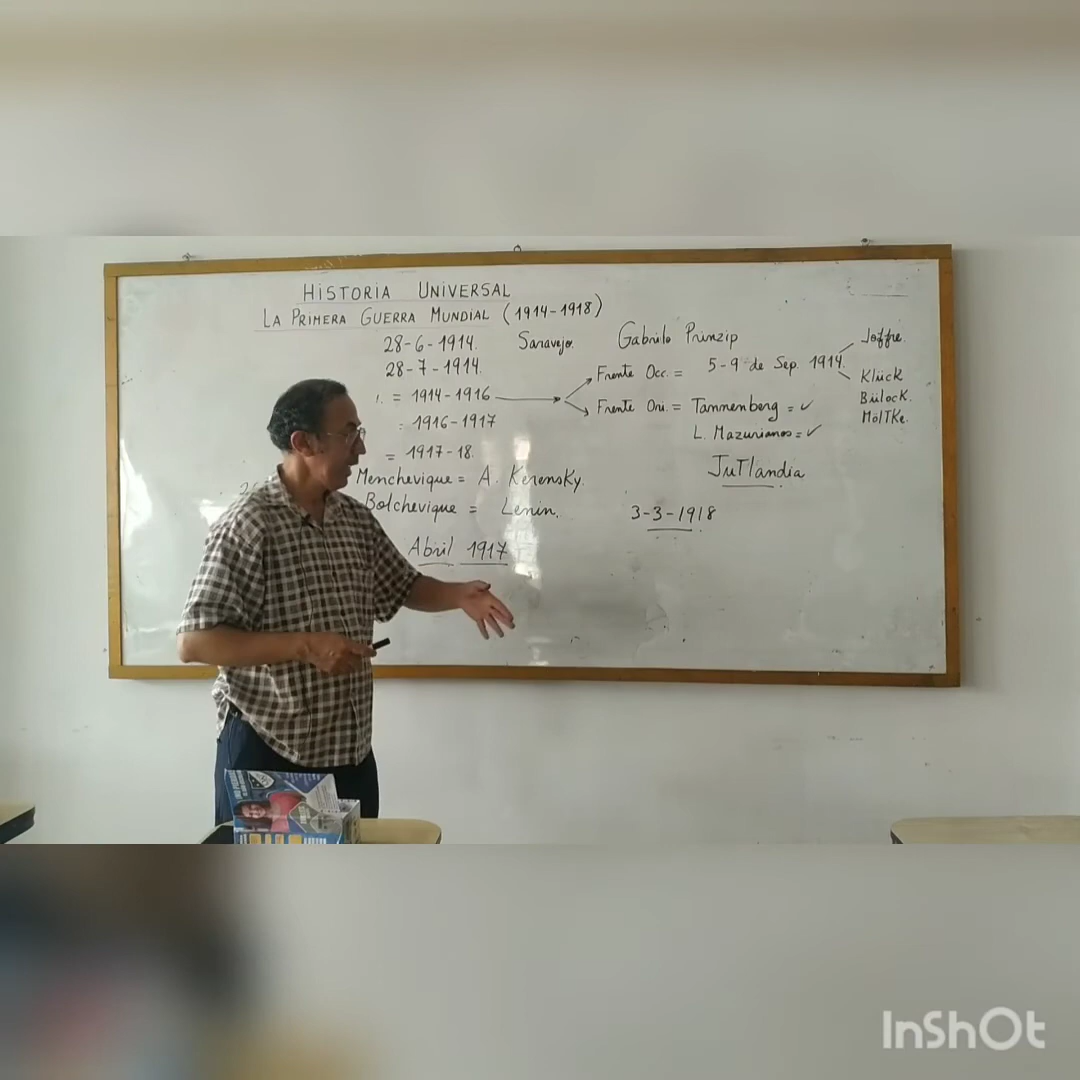 HISTORIA UNIVERSAL
LA PRIMERA GUERRA MUNDIAL (1914-1918)
28-6-1914. Saravejo. Gabrilo Prinzip
28-7-1914.
= 1914-1916
= 1916-1917
= 1917-18.
Frente Occ. = 5-9 de Sep. 1914.
Joffre.
Klück
Büllock.
MolTKe.
Frente Ori. = Tannenberg = ✓
L. Mazurianos = ✓
JuTlandia
Menchevique = A. Kerensky.
Bolchevique = Lenin.
3-3-1918
Abril 1917
InShOt